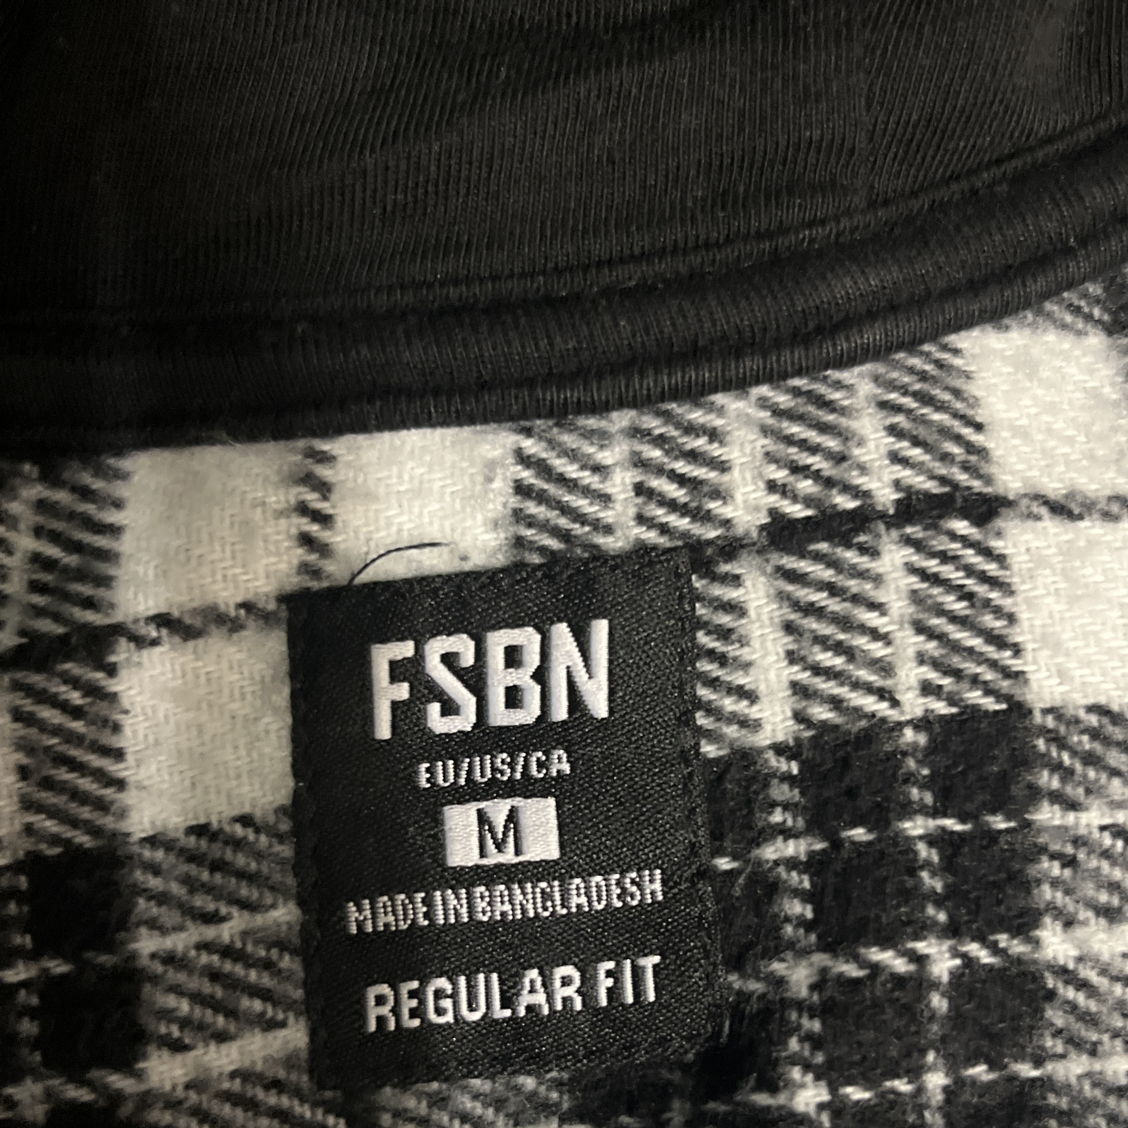 FSBN
EU/US/CA
M
MADE IN BANGLADESH
REGULAR FIT